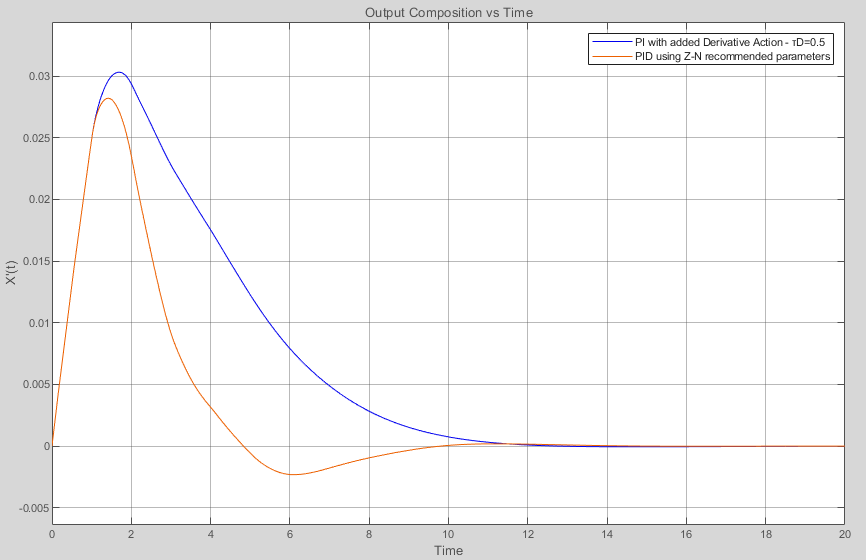 Output Composition vs Time
PI with added Derivative Action - τD=0.5
PID using Z-N recommended parameters
0.03
0.025
0.02
0.015
0.01
0.005
0
-0.005
X'(t)
0 2 4 6 8 10 12 14 16 18 20
Time